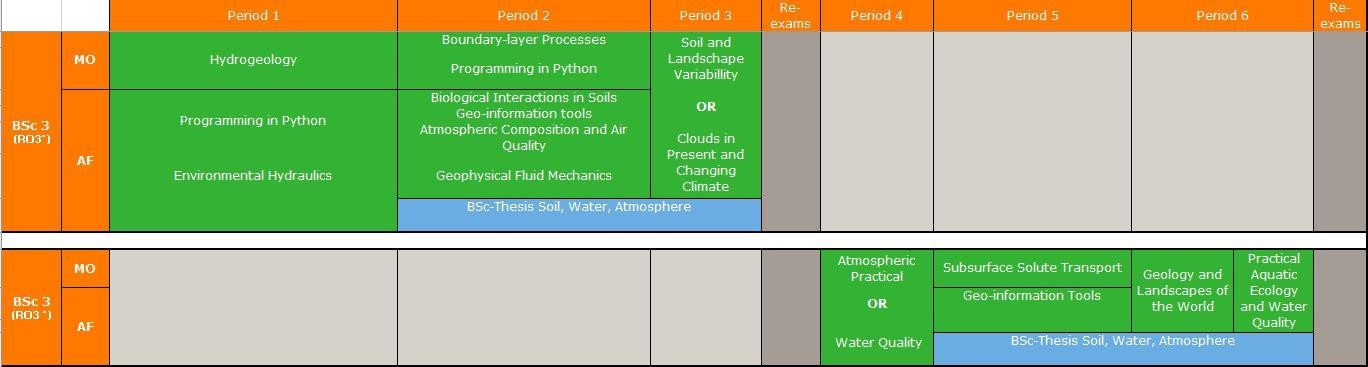 Period 1
Period 2
Period 3
Re-
exams
Period 4
Period 5
Period 6
Re-
exams
BSc 3
(RO3*)
MO
Hydrogeology
Boundary-layer Processes
Programming in Python
Soil and
Landschape
Variabillity
OR
Clouds in
Present and
Changing
Climate
AF
Programming in Python
Environmental Hydraulics
Biological Interactions in Soils
Geo-information tools
Atmospheric Composition and Air
Quality
Geophysical Fluid Mechanics
BSc-Thesis Soil, Water, Atmosphere
BSc 3
(RO3 *)
MO
AF
Atmospheric
Practical
OR
Water Quality
Subsurface Solute Transport
Geo-information Tools
Geology and
Landscapes of
the World
Practical
Aquatic
Ecology
and Water
Quality
BSc-Thesis Soil, Water, Atmosphere